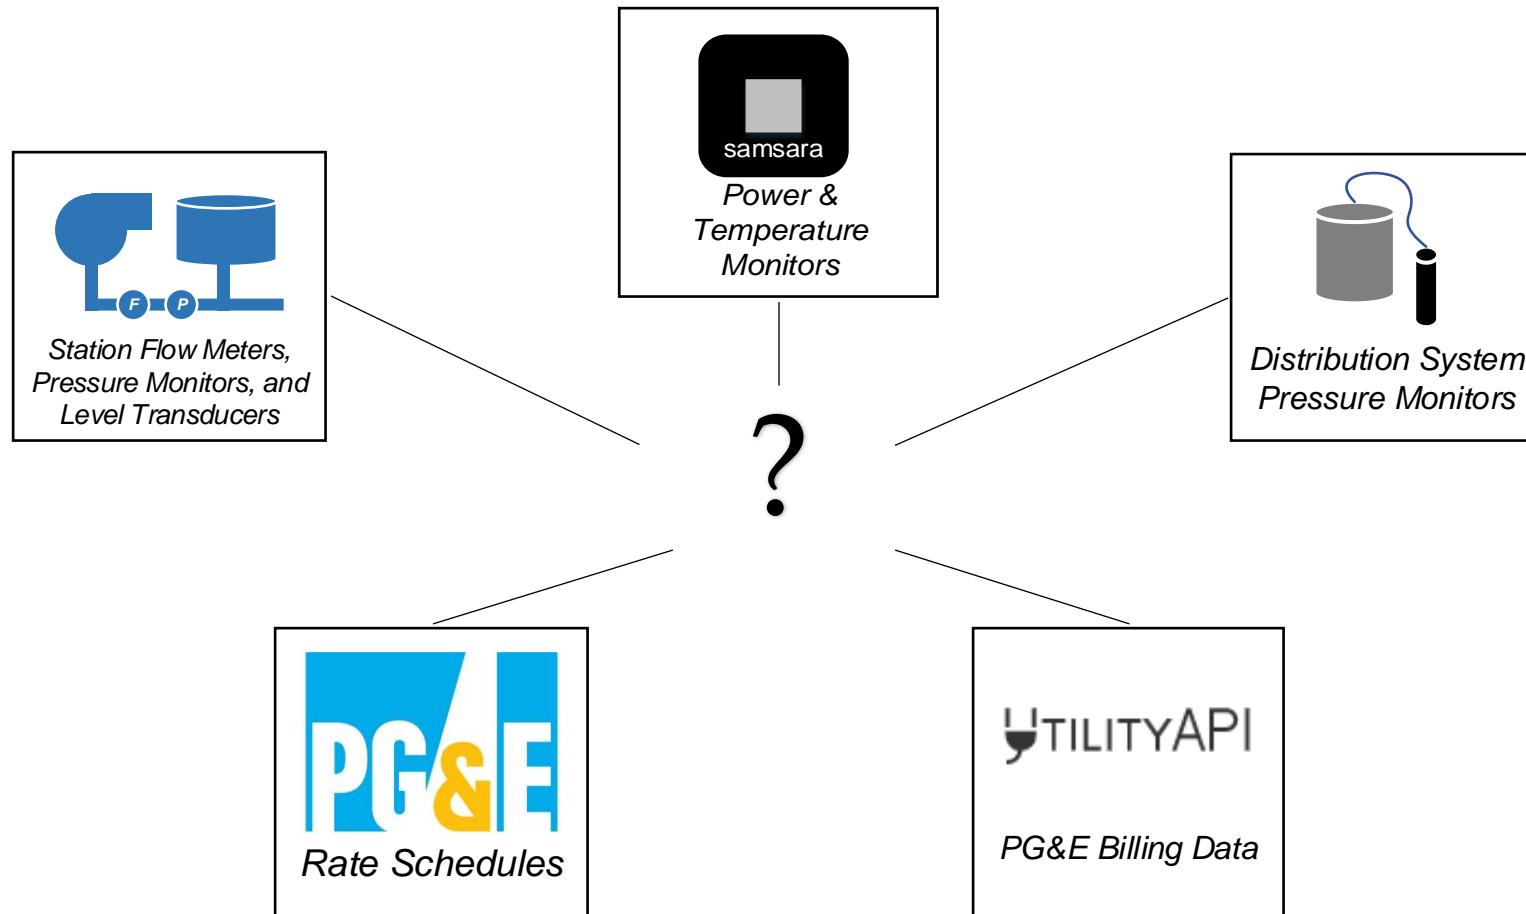 samsara
Power &
Temperature
Monitors
F P
Station Flow Meters,
Pressure Monitors, and
Level Transducers
Distribution System
Pressure Monitors
?
PG&E
Rate Schedules
UTILITYAPI
PG&E Billing Data